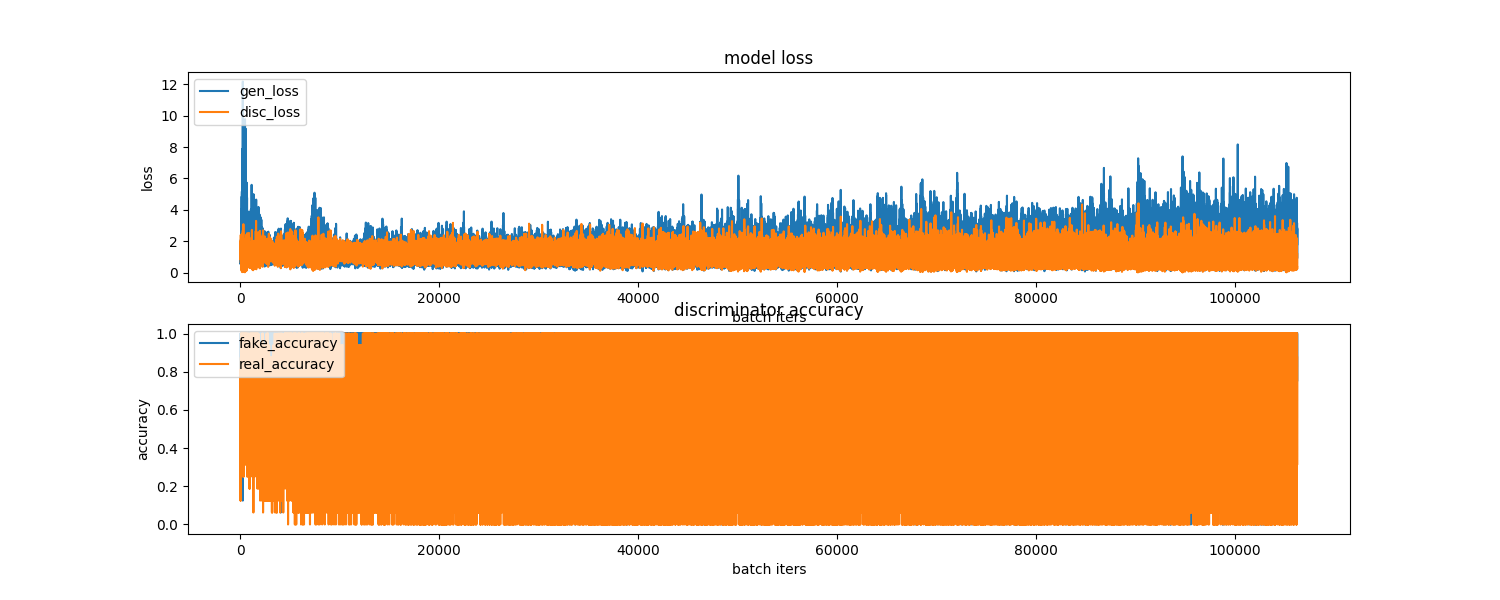 model loss
12
10
8
6
4
2
0
loss
gen_loss
disc_loss
0
20000
40000
60000
80000
100000
batch iters
discriminator accuracy
1.0
0.8
0.6
0.4
0.2
0.0
accuracy
fake_accuracy
real_accuracy
0
20000
40000
60000
80000
100000
batch iters